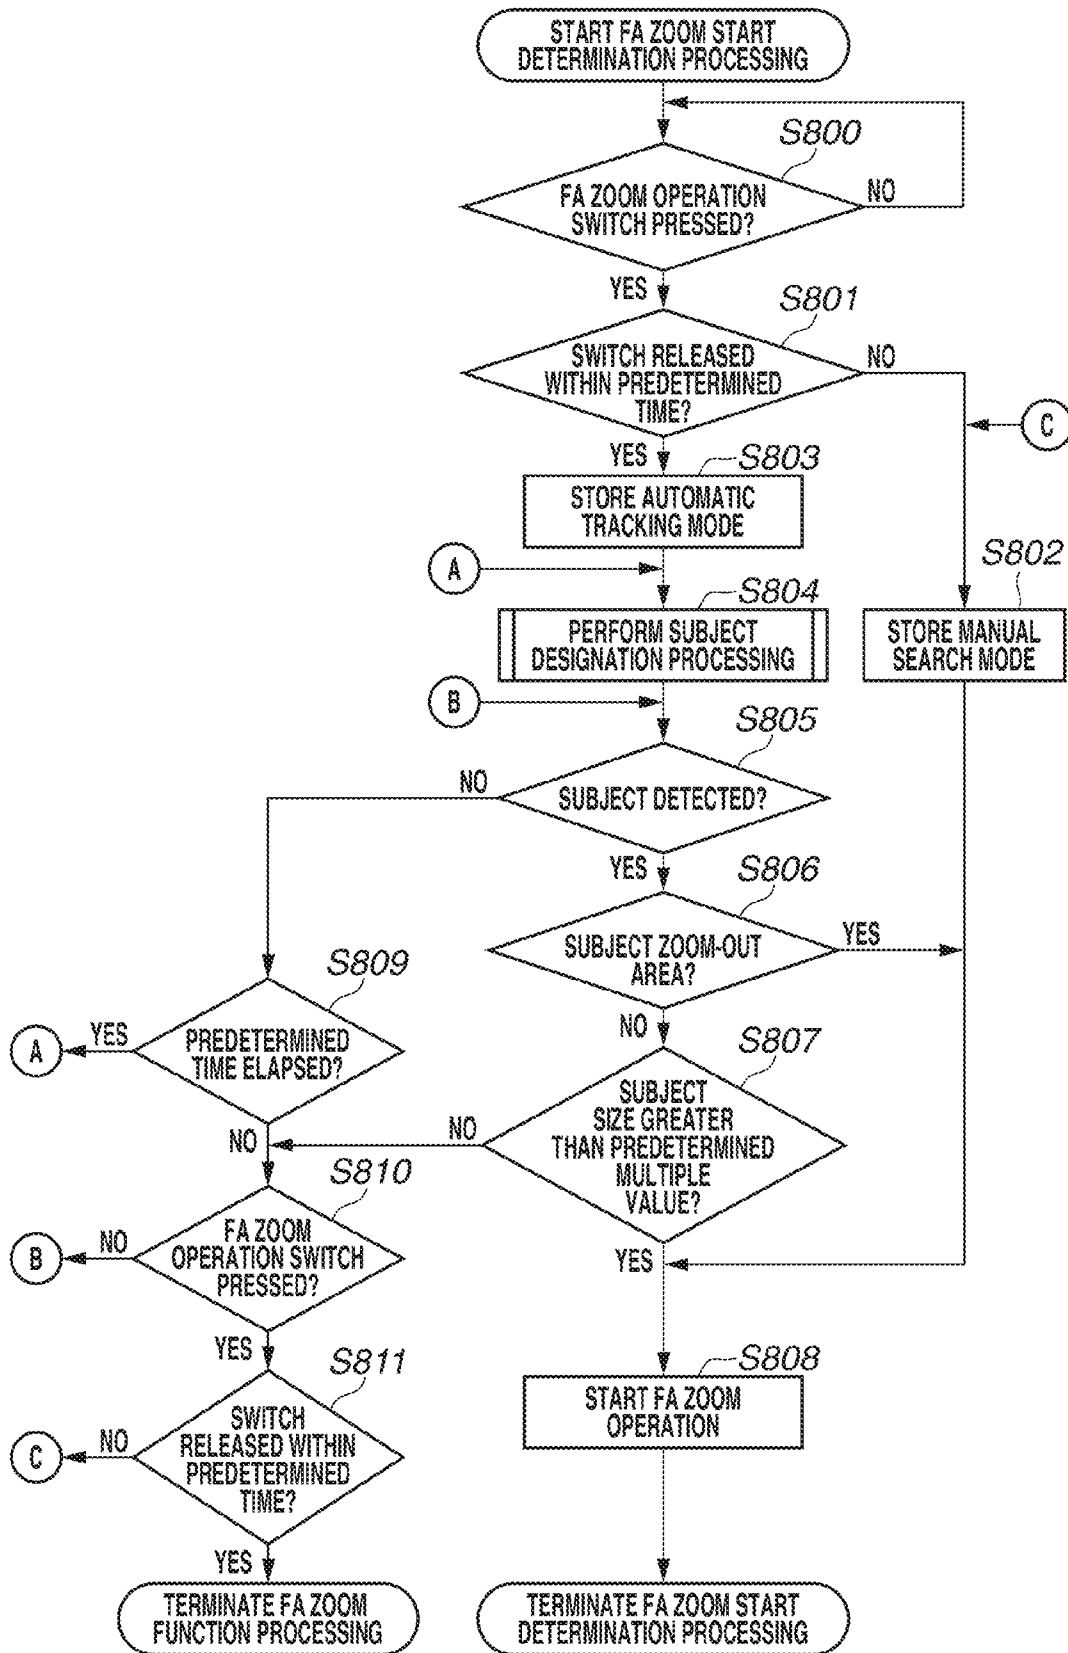 START FA ZOOM START
DETERMINATION PROCESSING
S800
FA ZOOM OPERATION
SWITCH PRESSED?
NO
YES
S801
SWITCH RELEASED
WITHIN PREDETERMINED
TIME?
NO
C
YES
S803
STORE AUTOMATIC
TRACKING MODE
A
S804
PERFORM SUBJECT
DESIGNATION PROCESSING
S802
STORE MANUAL
SEARCH MODE
B
S805
SUBJECT DETECTED?
NO
YES
S806
SUBJECT ZOOM-OUT
AREA?
YES
NO
S809
PREDETERMINED
TIME ELAPSED?
YES
A
NO
S807
SUBJECT
SIZE GREATER
THAN PREDETERMINED
MULTIPLE
VALUE?
NO
YES
S810
FA ZOOM
OPERATION SWITCH
PRESSED?
NO
B
YES
S811
SWITCH
RELEASED WITHIN
PREDETERMINED
TIME?
NO
C
YES
S808
START FA ZOOM
OPERATION
TERMINATE FA ZOOM
FUNCTION PROCESSING
TERMINATE FA ZOOM START
DETERMINATION PROCESSING